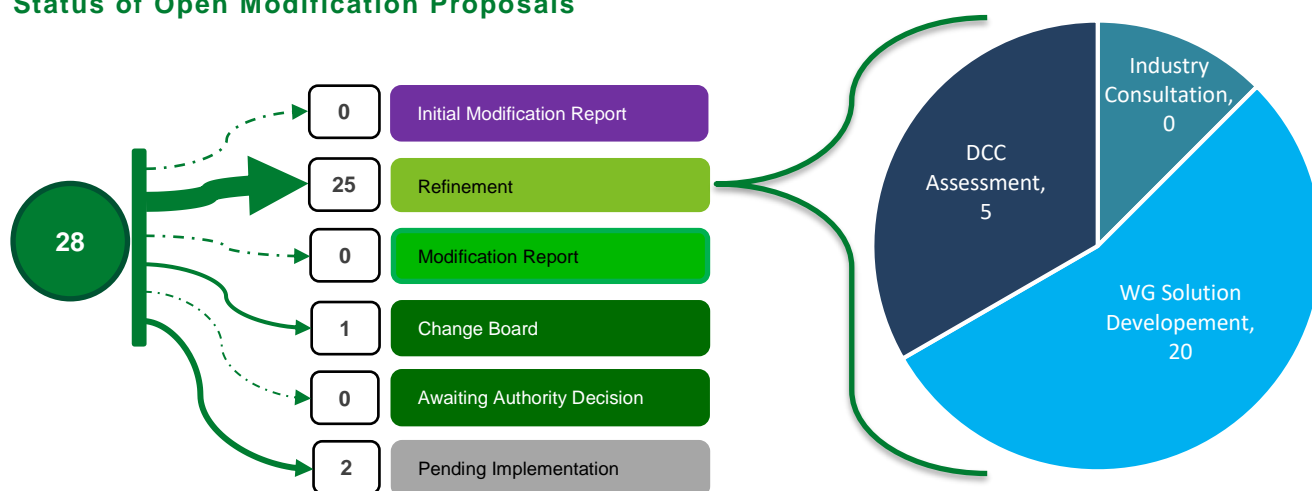 Status of Open Modification Proposals
28
0
Initial Modification Report
25
Refinement
0
Modification Report
1
Change Board
0
Awaiting Authority Decision
2
Pending Implementation
Industry
Consultation,
0
DCC
Assessment,
5
WG Solution
Developement,
20